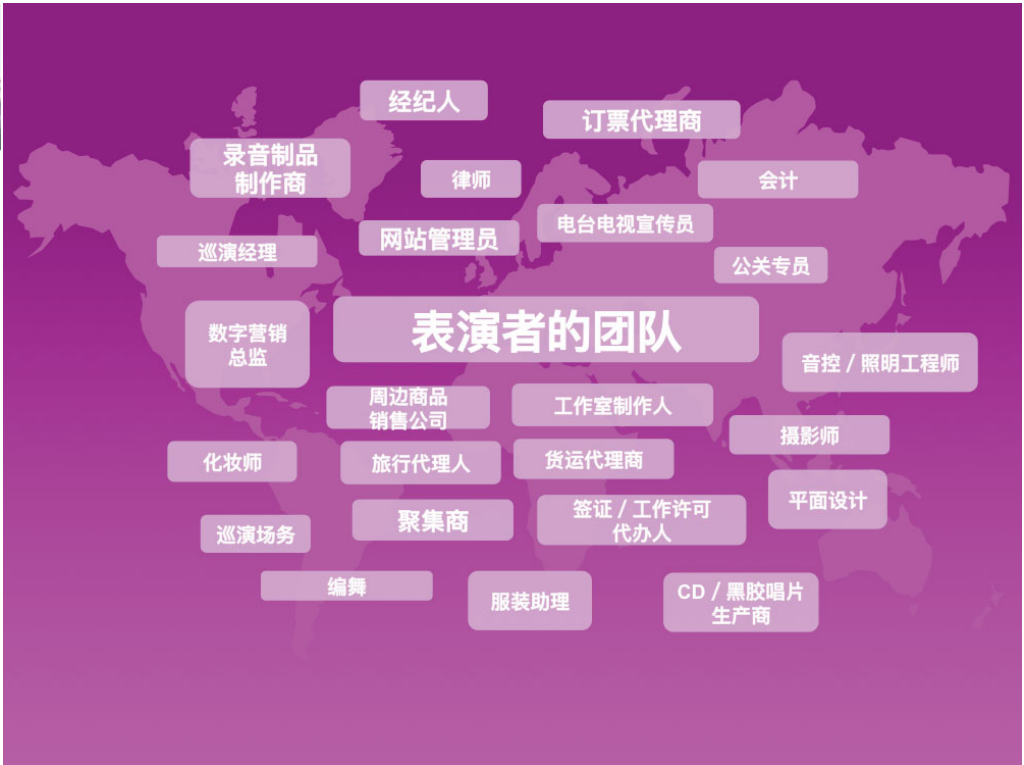 经纪人
订票代理商
录音制品
制作商
律师
会计
网站管理员
电台电视宣传员
巡演经理
公关专员
表演者的团队
数字营销
总监
音控 / 照明工程师
周边商品
销售公司
工作室制作人
摄影师
化妆师
旅行代理人
货运代理商
平面设计
聚集商
签证 / 工作许可
代办人
巡演场务
编舞
服装助理
CD / 黑胶唱片
生产商